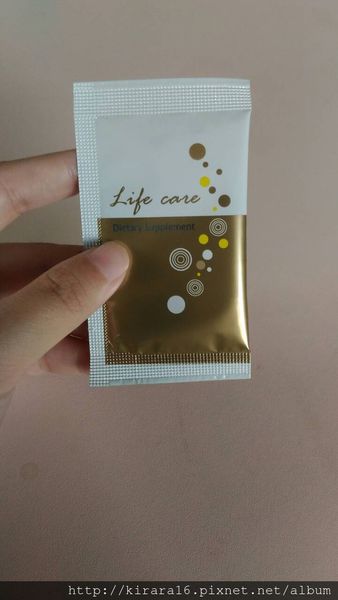 Life care
Dietary supplement
http://kirara16.pixnet.net/album